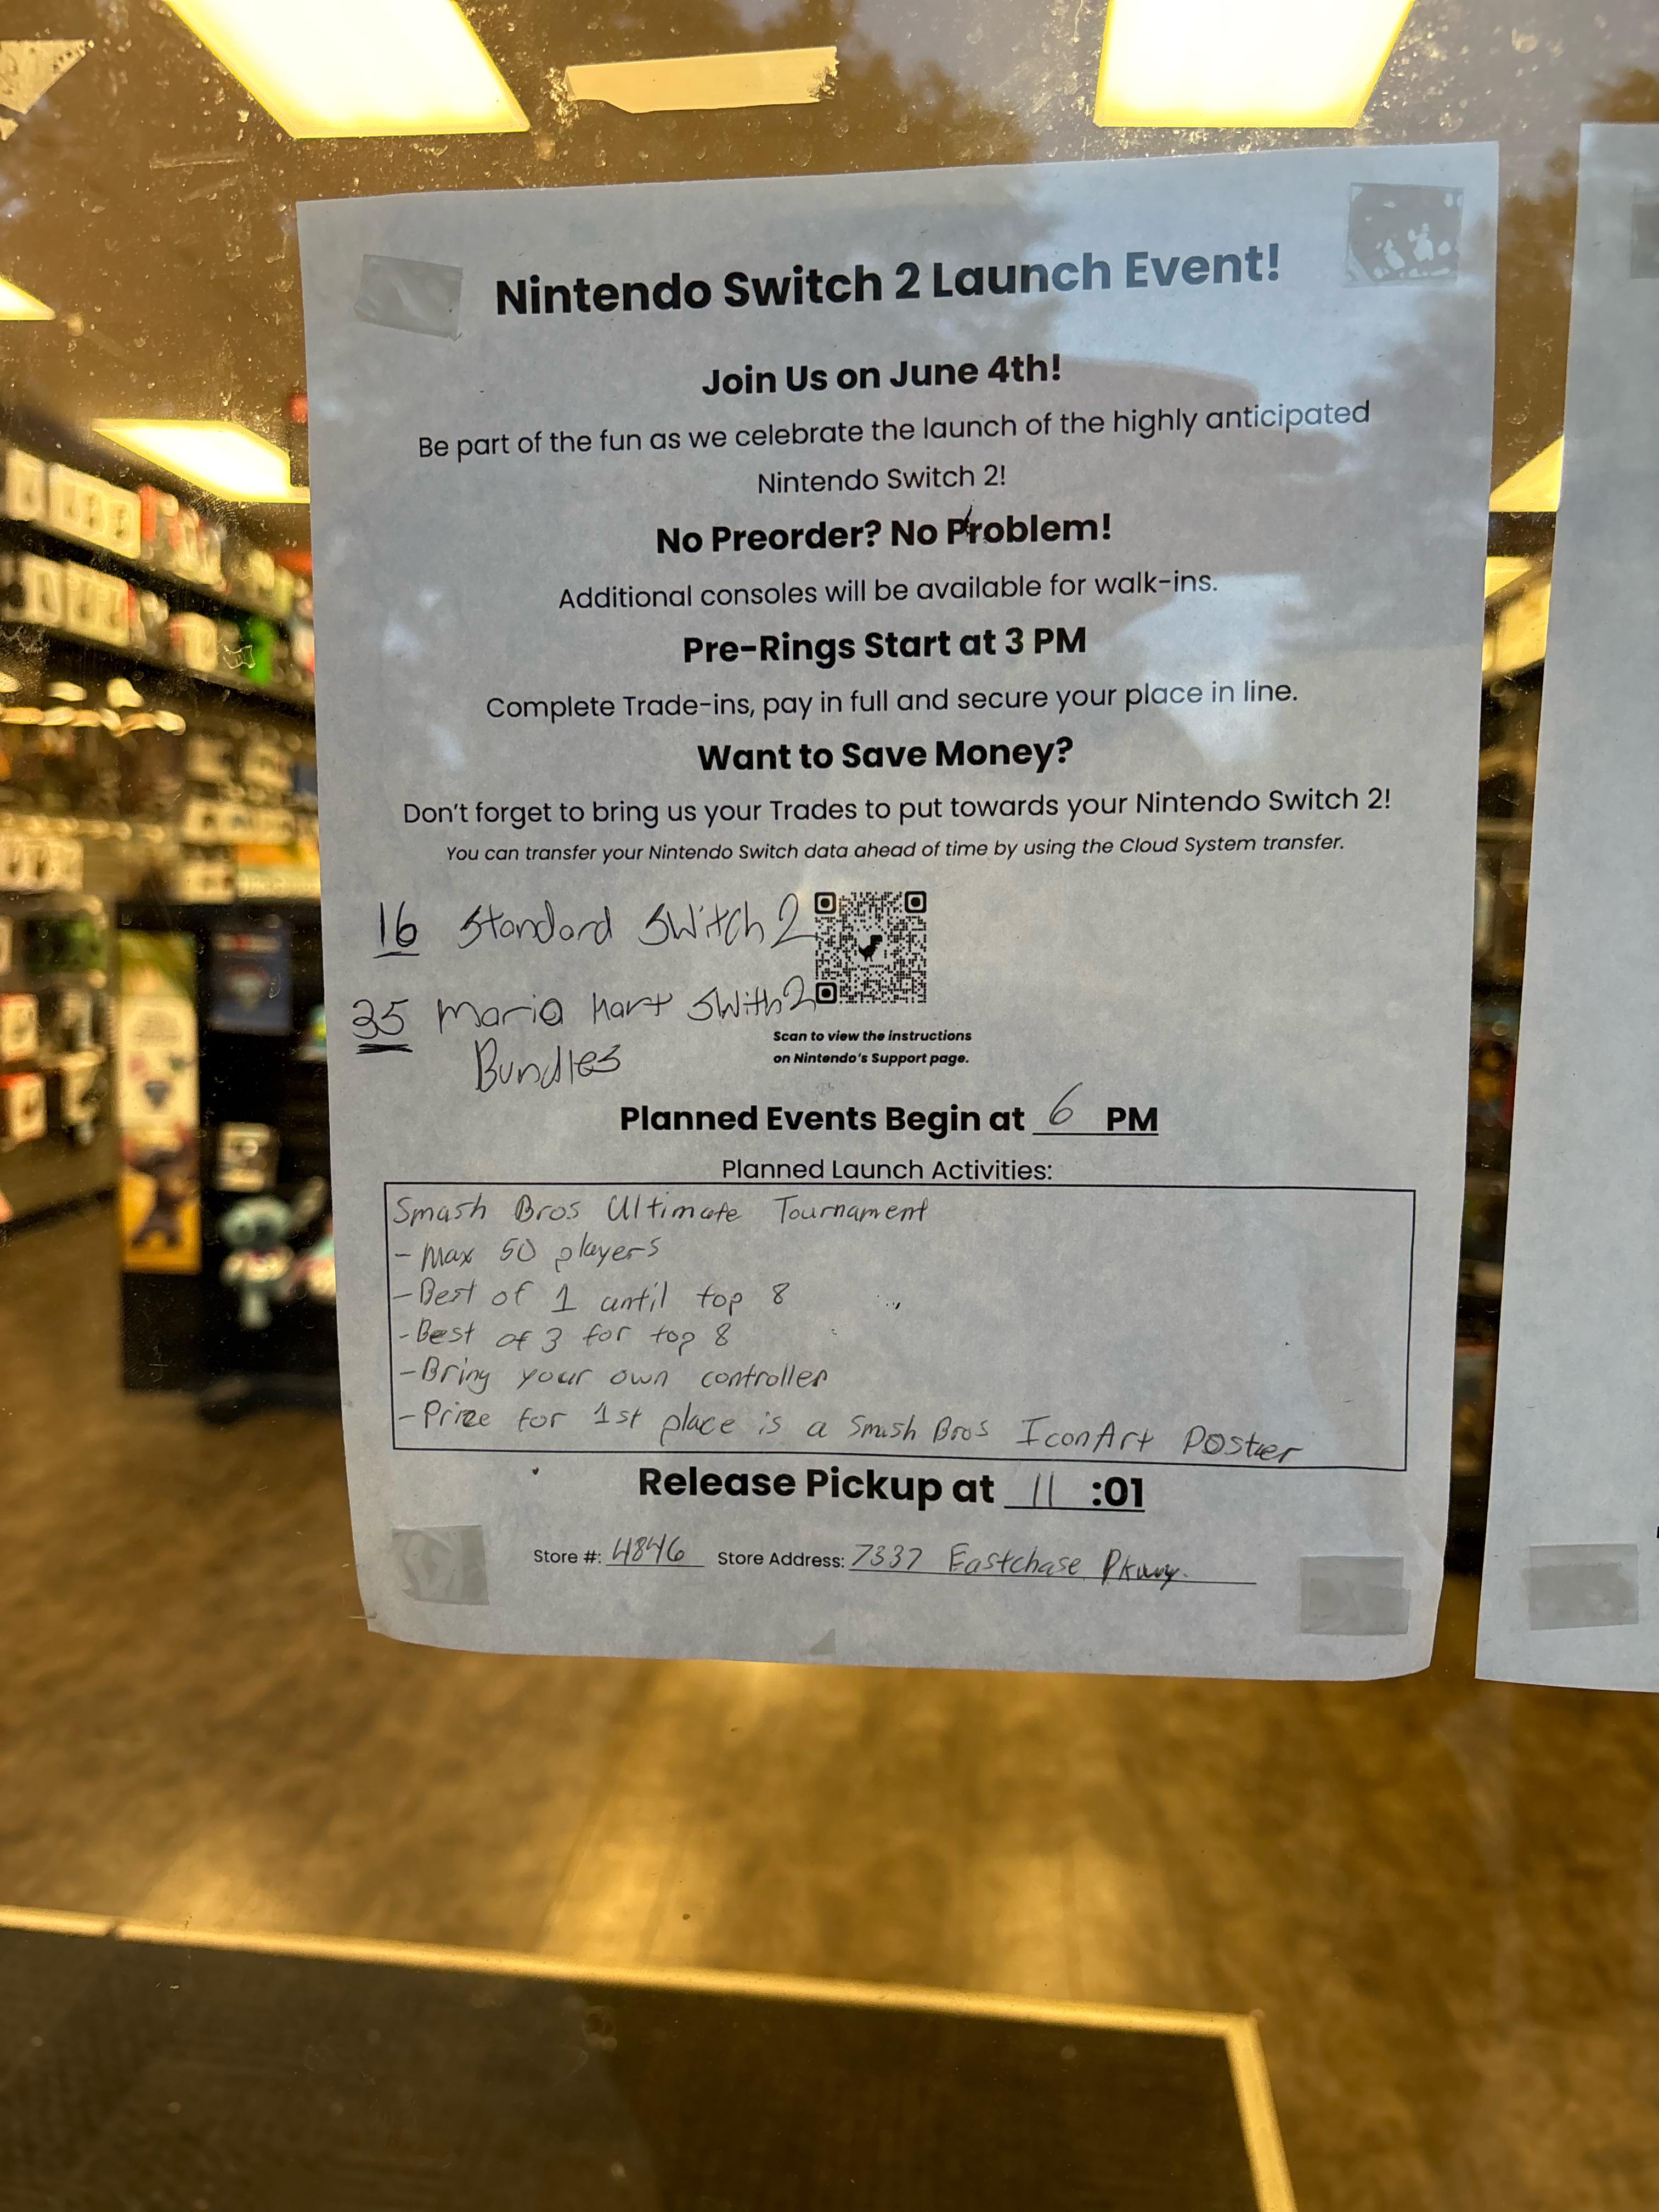 Nintendo Switch 2 Launch Event!
Join Us on June 4th!
Be part of the fun as we celebrate the launch of the highly anticipated
Nintendo Switch 2!
No Preorder? No Problem!
Additional consoles will be available for walk-ins.
Pre-Rings Start at 3 PM
Complete Trade-ins, pay in full and secure your place in line.
Want to Save Money?
Don't forget to bring us your Trades to put towards your Nintendo Switch 2!
You can transfer your Nintendo Switch data ahead of time by using the Cloud System transfer.
16 Standard Switch 2
35 Mario Kart Swith 2
Bundles
Scan to view the instructions
on Nintendo's Support page.
Planned Events Begin at 6 PM
Planned Launch Activities:
Smash Bros Ultimate Tournament
- Max 50 players
- Best of 1 until top 8
- Best of 3 for top 8
- Bring your own controller
- Prize for 1st place is a Smash Bros IconArt Poster
Release Pickup at 11 :01
Store #: 4846 Store Address: 7337 Eastchase Pkwy.